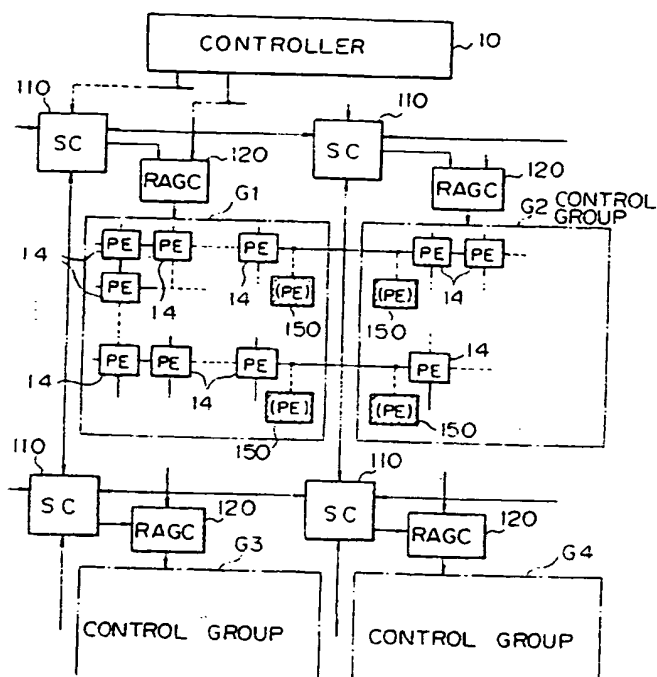 CONTROLLER
10
110
SC
110
SC
120
RAGC
120
RAGC
G1
G2 CONTROL
GROUP
PE
PE
PE
PE
PE
14
14
14
14
PE
(PE)
150
(PE)
150
PE
PE
PE
PE
14
14
14
(PE)
150
(PE)
150
110
SC
110
SC
120
RAGC
120
RAGC
G3
G4
CONTROL GROUP
CONTROL GROUP